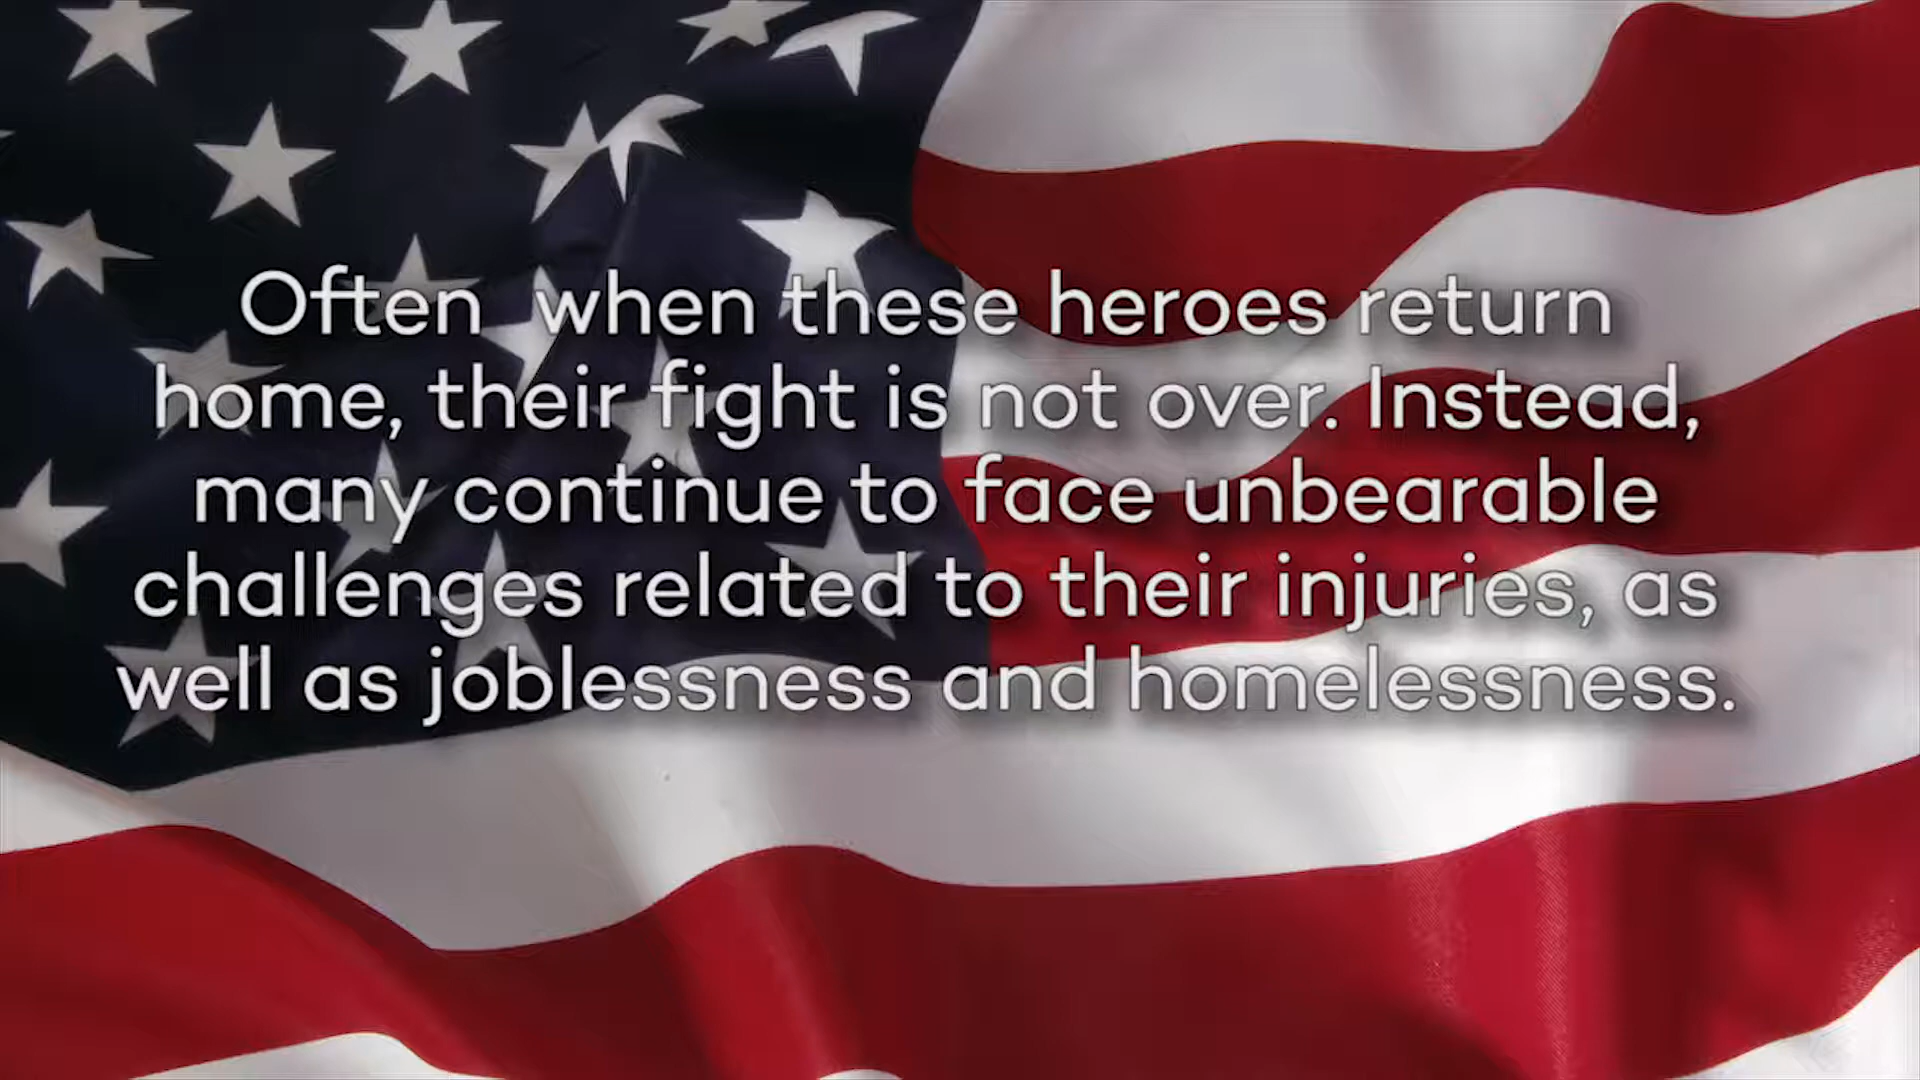 Often  when these heroes return
home, their fight is not over. Instead,
many continue to face unbearable
challenges related to their injuries, as
well as joblessness and homelessness.